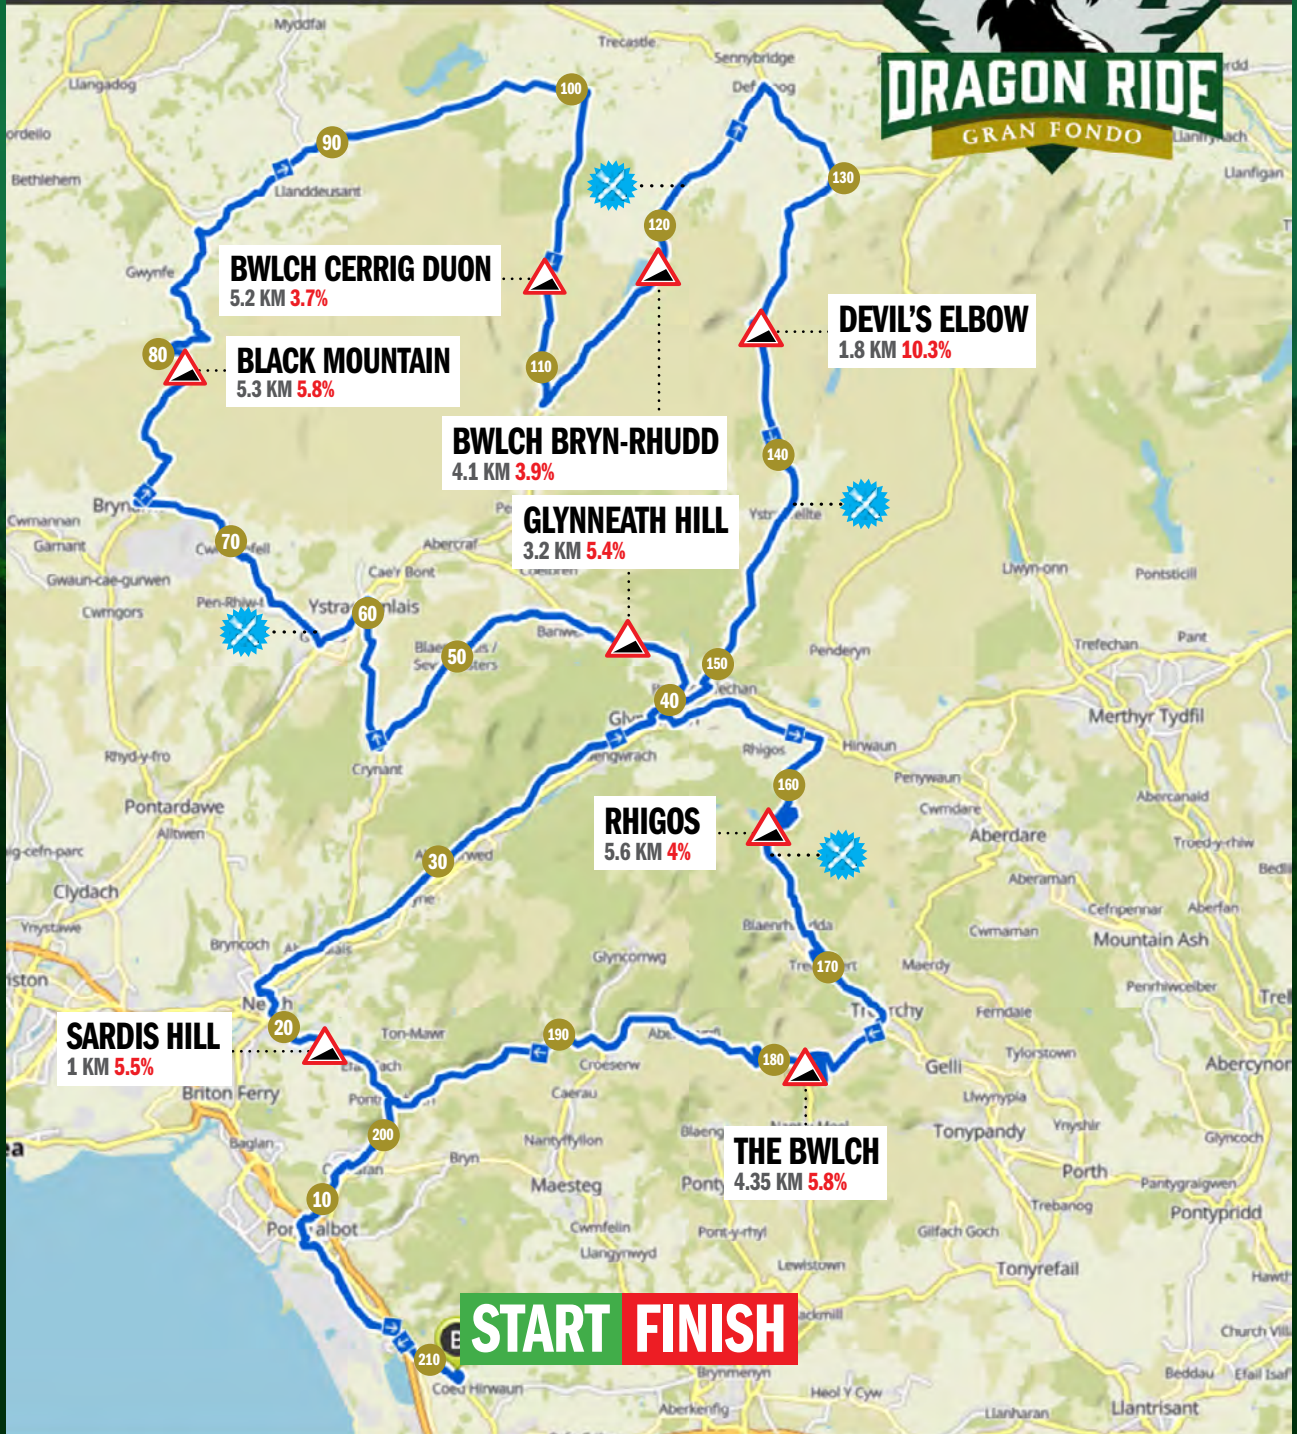 Myddfai
Trecastle
Sennybridge
Llangadog
100
DRAGON RIDE
GRAN FONDO
90
Bethlehem
Llanddeusant
Llanfigan
130
120
Gwynfe
BWLCH CERRIG DUON
5.2 KM 3.7%
DEVIL'S ELBOW
1.8 KM 10.3%
80
BLACK MOUNTAIN
5.3 KM 5.8%
110
BWLCH BRYN-RHUDD
4.1 KM 3.9%
140
GLYNNEATH HILL
3.2 KM 5.4%
Cwmannan
Garnant
70
Abercraf
Cae'r Bont
Gwaun-cae-gurwen
Llwyn-onn
Pontsticill
Cwmgors
60
50
Trefechan
Pant
Penderyn
150
40
Merthyr Tydfil
Rhyd-y-fro
Crynant
Rhigos
Hirwaun
160
Penywaun
Abercanaid
Pontardawe
Alltwen
RHIGOS
5.6 KM 4%
Cwmdare
Aberdare
Troed-y-rhiw
30
Clydach
Aberaman
Cefnpennar
Aberfan
Ynystawe
Bryncoch
Cwmaman
Mountain Ash
Glyncorrwg
170
Maerdy
Penrhiwceiber
20
Ferndale
SARDIS HILL
1 KM 5.5%
Ton-Mawr
190
Croeserw
180
Tylorstown
Gelli
Briton Ferry
Caerau
Llwynypia
200
Baglan
Nantyffyllon
THE BWLCH
4.35 KM 5.8%
Tonypandy
Ynyshir
Glyncoch
Bryn
Maesteg
Porth
Pantygraigwen
10
Trebanog
Pontypridd
Cwmfelin
Pont-y-rhyl
Gilfach Goch
Llangynwyd
Lewistown
Tonyrefail
START FINISH
210
Coed Hirwaun
Brynmenyn
Heol Y Cyw
Beddau
Efail Isaf
Aberkenfig
Llanharan
Llantrisant